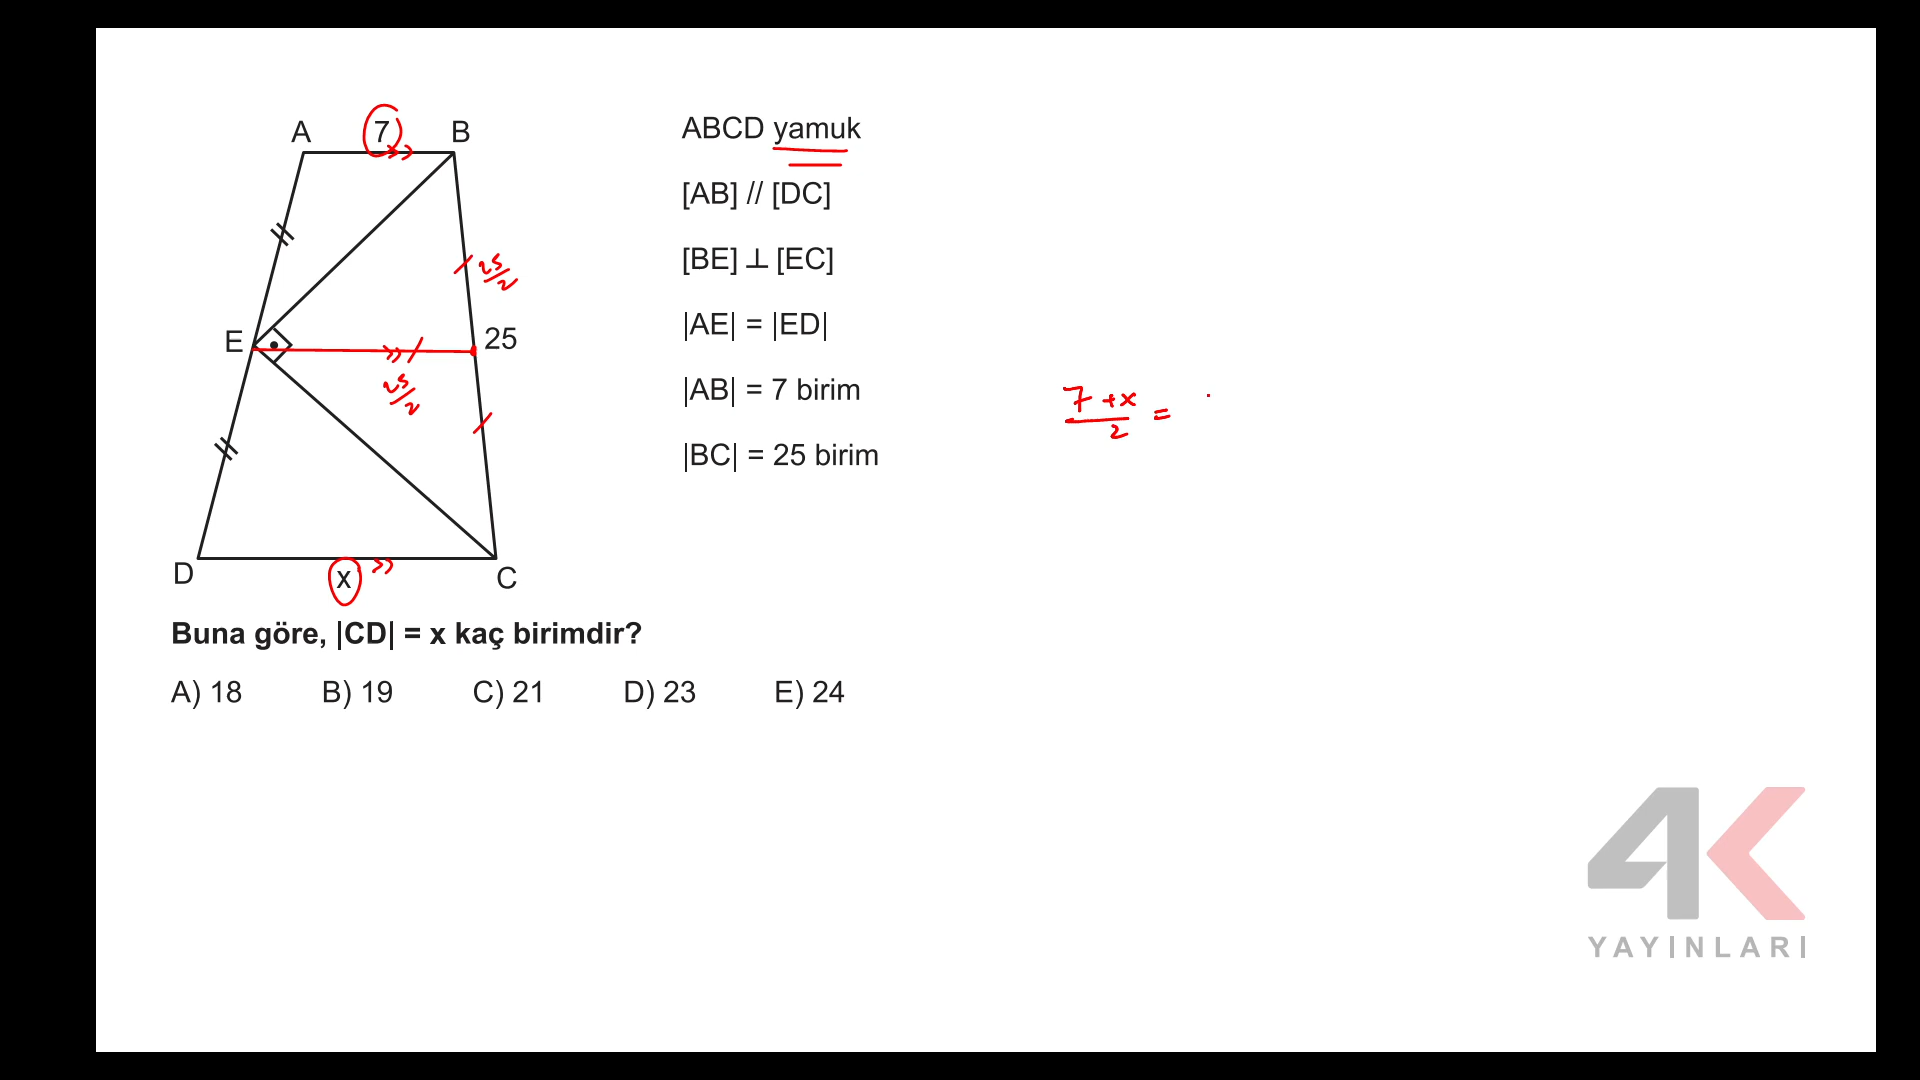 A 7 B
ABCD yamuk
[AB] // [DC]
[BE] ⊥ [EC]
25/2
|AE| = |ED|
E 25
25/2
|AB| = 7 birim
7 + x / 2 =
|BC| = 25 birim
D x C
Buna göre, |CD| = x kaç birimdir?
A) 18 B) 19 C) 21 D) 23 E) 24
4K
YAYINLARI